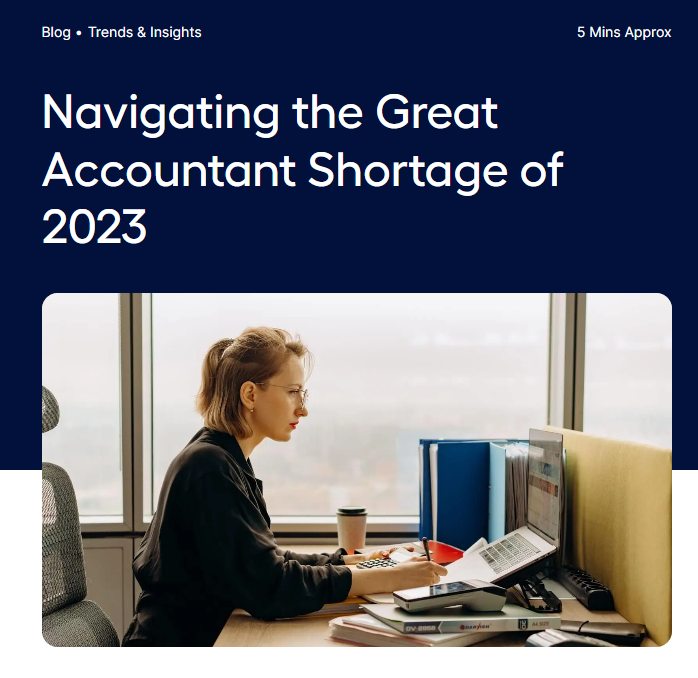 Blog • Trends & Insights
5 Mins Approx
Navigating the Great
Accountant Shortage of
2023